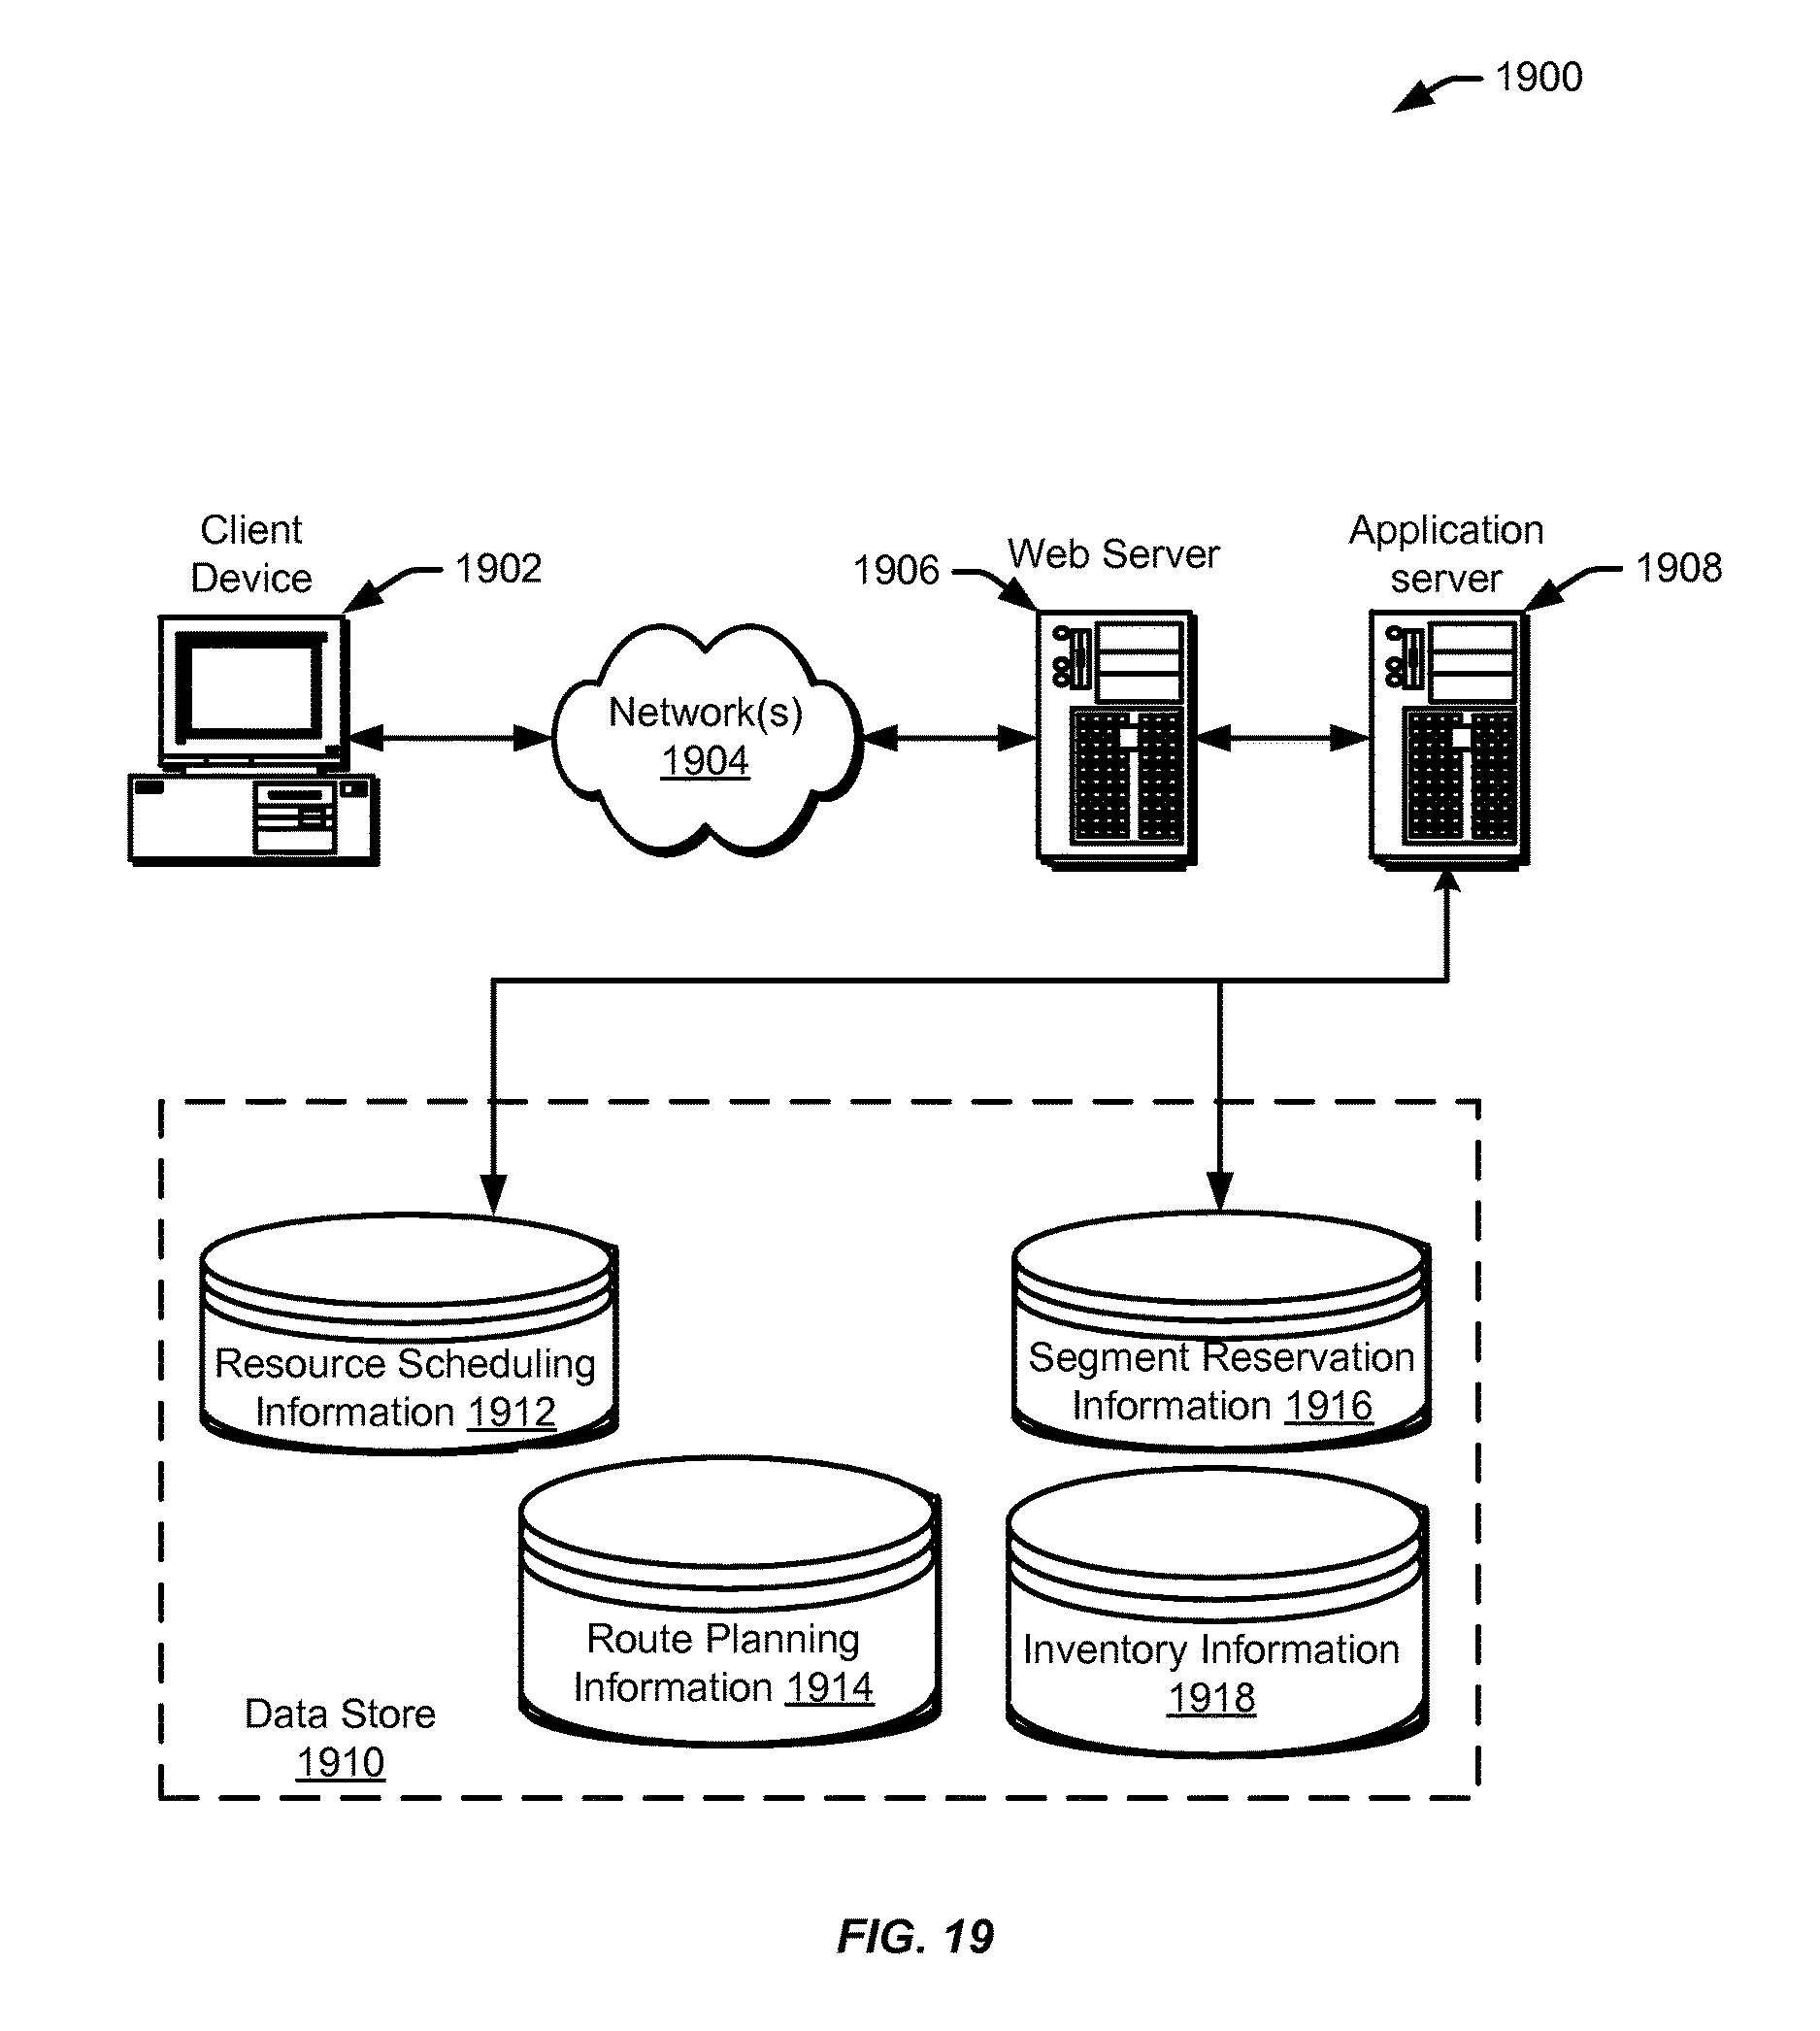 1900
Client
Device
1902
1906
Web Server
Application
server
1908
Network(s)
1904
Resource Scheduling
Information 1912
Segment Reservation
Information 1916
Route Planning
Information 1914
Inventory Information
1918
Data Store
1910
FIG. 19